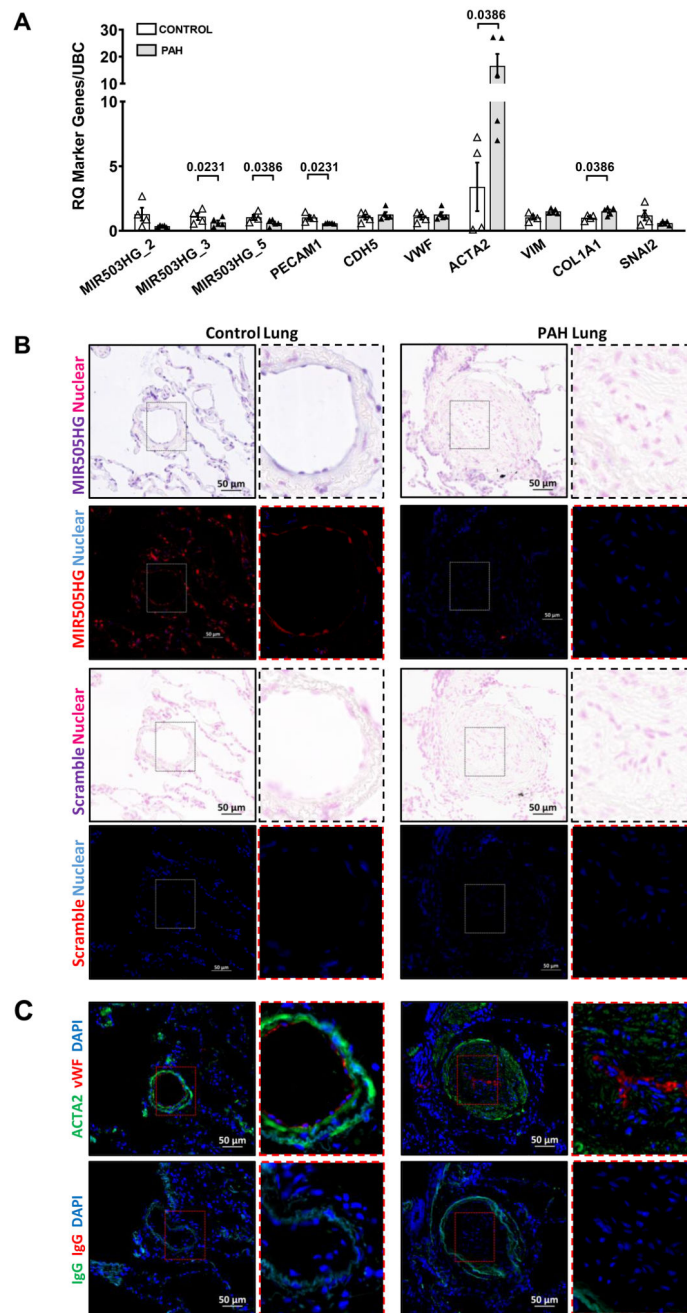 A
RQ Marker Genes/UBC
30
20
10
10
5
0
CONTROL
PAH
0.0231
0.0386
0.0231
0.0386
0.0386
MIR503HG_2
MIR503HG_3
MIR503HG_5
PECAM1
CDH5
VWF
ACTA2
VIM
COL1A1
SNAI2
B
Control Lung
PAH Lung
MIR505HG Nuclear
50 µm
50 µm
MIR505HG Nuclear
50 µm
50 µm
Scramble Nuclear
50 µm
50 µm
Scramble Nuclear
50 µm
50 µm
C
ACTA2 vWF DAPI
50 µm
50 µm
IgG IgG DAPI
50 µm
50 µm